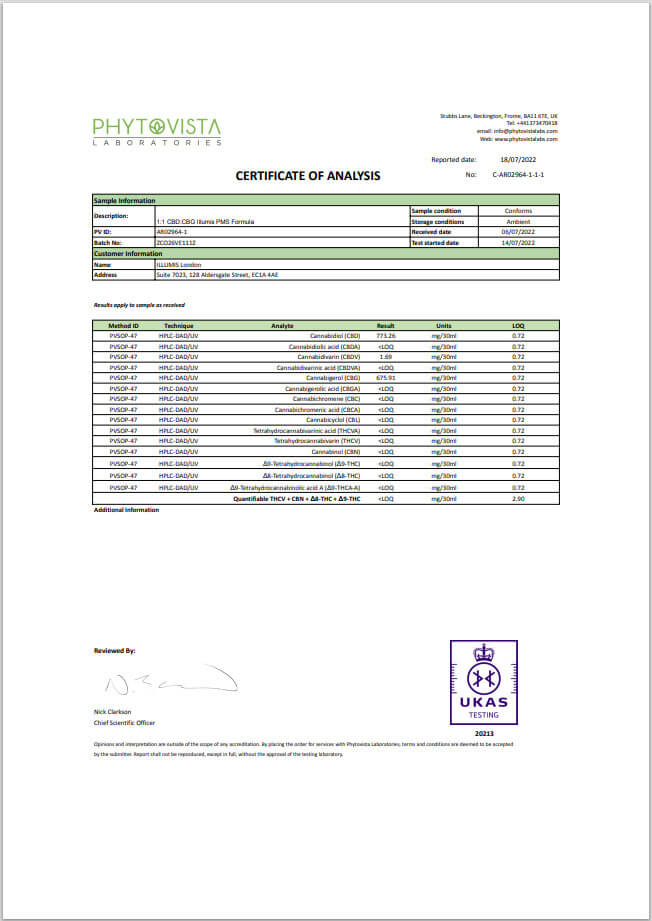 PHYTOVISTA
LABORATORIES
Stubbs Lane, Beckington, Frome, BA11 6TE, UK
Tel: +441373470418
email: info@phytovistalabs.com
Web: www.phytovistalabs.com
Reported date: 18/07/2022
CERTIFICATE OF ANALYSIS No: C-AR02964-1-1-1
Sample Information
Description: 1:1 CBD:CBG Illumis PMS Formula Sample condition Conforms
Storage conditions Ambient
PV ID: AR02964-1 Received date 06/07/2022
Batch No: ZCO26VE1112 Test started date 14/07/2022
Customer Information
Name ILLUMIS London
Address Suite 7023, 128 Aldersgate Street, EC1A 4AE
Results apply to sample as received
Method ID Technique Analyte Result Units LOQ
PVSOP-47 HPLC-DAD/UV Cannabidiol (CBD) 773.26 mg/30ml 0.72
PVSOP-47 HPLC-DAD/UV Cannabidiolic acid (CBDA) <LOQ mg/30ml 0.72
PVSOP-47 HPLC-DAD/UV Cannabidivarin (CBDV) 1.69 mg/30ml 0.72
PVSOP-47 HPLC-DAD/UV Cannabidivarinic acid (CBDVA) <LOQ mg/30ml 0.72
PVSOP-47 HPLC-DAD/UV Cannabigerol (CBG) 675.91 mg/30ml 0.72
PVSOP-47 HPLC-DAD/UV Cannabigerolic acid (CBGA) <LOQ mg/30ml 0.72
PVSOP-47 HPLC-DAD/UV Cannabichromene (CBC) <LOQ mg/30ml 0.72
PVSOP-47 HPLC-DAD/UV Cannabichromenic acid (CBCA) <LOQ mg/30ml 0.72
PVSOP-47 HPLC-DAD/UV Cannabicyclol (CBL) <LOQ mg/30ml 0.72
PVSOP-47 HPLC-DAD/UV Tetrahydrocannabivarinic acid (THCVA) <LOQ mg/30ml 0.72
PVSOP-47 HPLC-DAD/UV Tetrahydrocannabivarin (THCV) <LOQ mg/30ml 0.72
PVSOP-47 HPLC-DAD/UV Cannabinol (CBN) <LOQ mg/30ml 0.72
PVSOP-47 HPLC-DAD/UV Δ9-Tetrahydrocannabinol (Δ9-THC) <LOQ mg/30ml 0.72
PVSOP-47 HPLC-DAD/UV Δ8-Tetrahydrocannabinol (Δ8-THC) <LOQ mg/30ml 0.72
PVSOP-47 HPLC-DAD/UV Δ9-Tetrahydrocannabinolic acid A (Δ9-THCA-A) <LOQ mg/30ml 0.72
Quantifiable THCV + CBN + Δ8-THC + Δ9-THC <LOQ mg/30ml 2.90
Additional Information
Reviewed By:
Nick Clarkson
Chief Scientific Officer
UKAS
TESTING
20213
Opinions and interpretation are outside of the scope of any accreditation. By placing the order for services with Phytovista Laboratories, terms and conditions are deemed to be accepted
by the submitter. Report shall not be reproduced, except in full, without the approval of the testing laboratory.